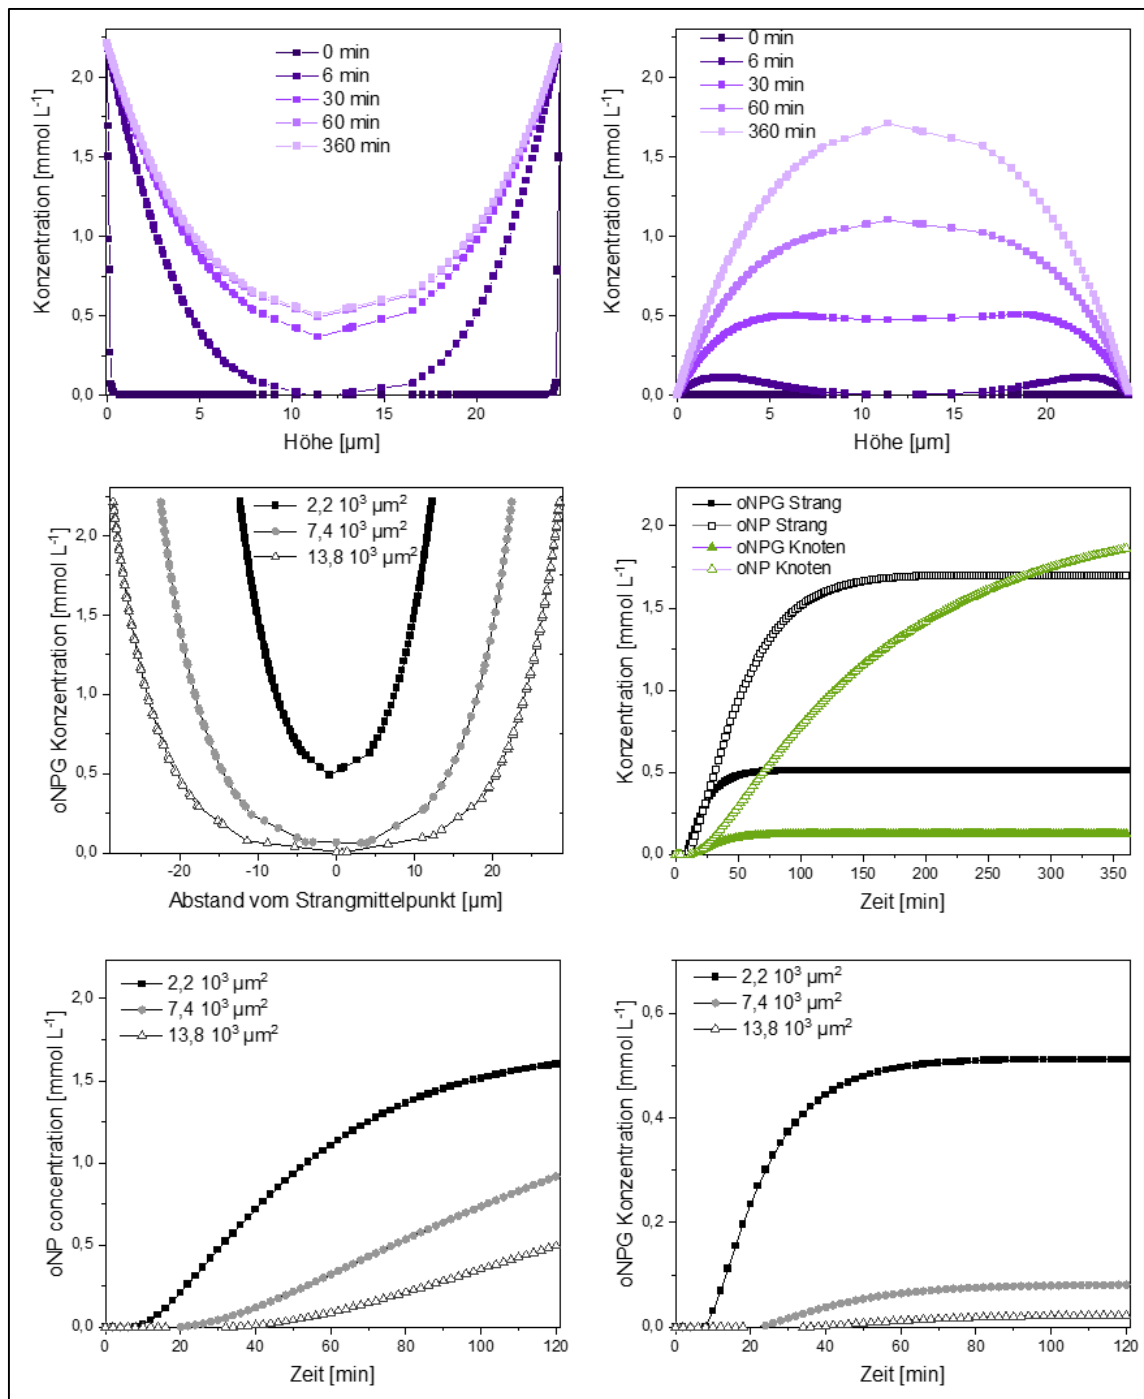 0 min
6 min
30 min
60 min
360 min
Konzentration [mmol L-1]
2,0
1,5
1,0
0,5
0,0
0 5 10 15 20
Höhe [µm]
0 min
6 min
30 min
60 min
360 min
Konzentration [mmol L-1]
2,0
1,5
1,0
0,5
0,0
0 5 10 15 20
Höhe [µm]
2,2 10³ µm²
7,4 10³ µm²
13,8 10³ µm²
oNPG Konzentration [mmol L-1]
2,0
1,5
1,0
0,5
0,0
-20 -10 0 10 20
Abstand vom Strangmittelpunkt [µm]
oNPG Strang
oNP Strang
oNPG Knoten
oNP Knoten
Konzentration [mmol L-1]
2,0
1,5
1,0
0,5
0,0
0 50 100 150 200 250 300 350
Zeit [min]
2,2 10³ µm²
7,4 10³ µm²
13,8 10³ µm²
oNP concentration [mmol L-1]
2,0
1,5
1,0
0,5
0,0
0 20 40 60 80 100 120
Zeit [min]
2,2 10³ µm²
7,4 10³ µm²
13,8 10³ µm²
oNPG Konzentration [mmol L-1]
0,6
0,4
0,2
0,0
0 20 40 60 80 100 120
Zeit [min]